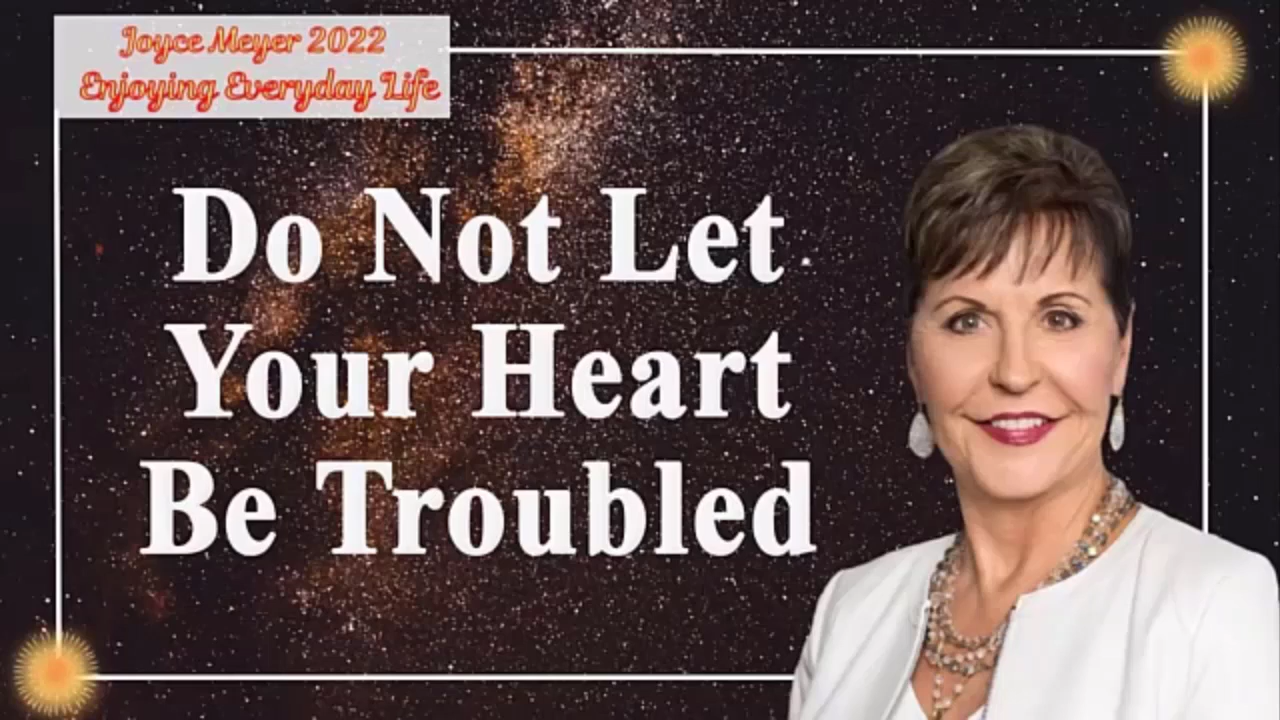 Joyce Meyer 2022
Enjoying Everyday Life
Do Not Let
Your Heart
Be Troubled